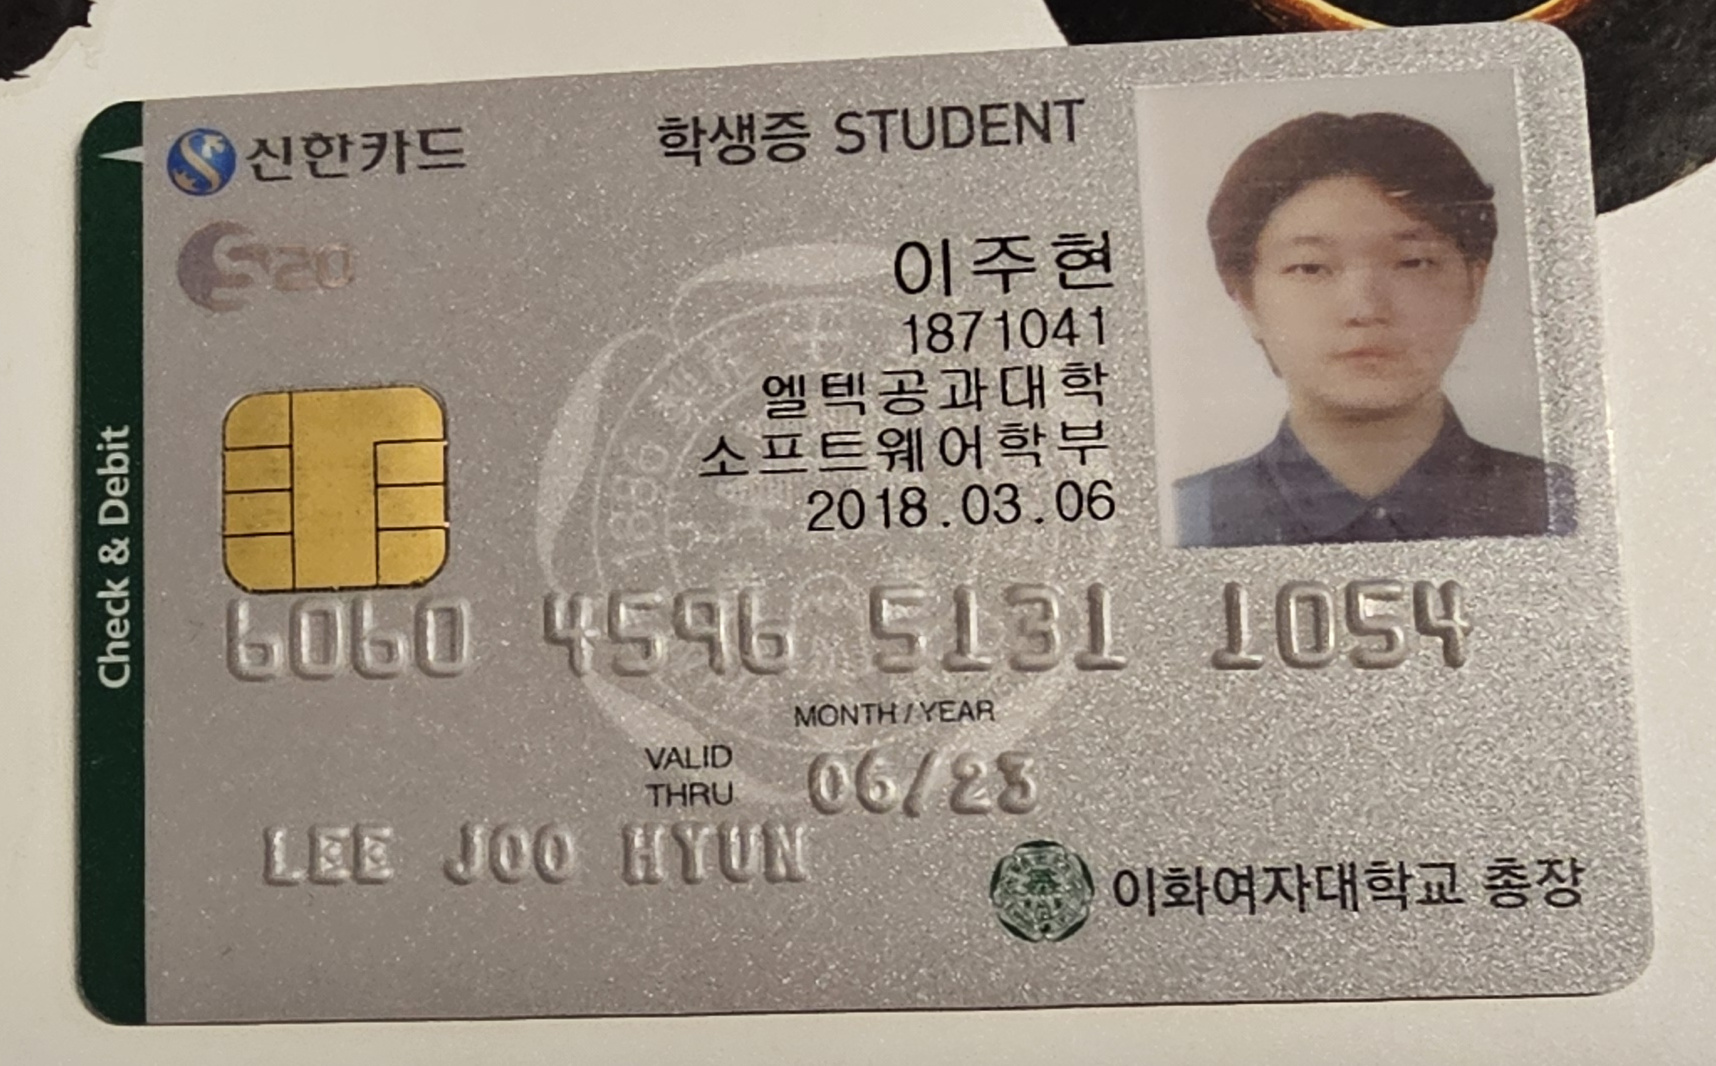 신한카드
학생증 STUDENT
S20
이주현
1871041
엘텍공과대학
소프트웨어학부
2018.03.06
Check & Debit
1886
6060 4596 5131 1054
MONTH/YEAR
VALID THRU 06/23
LEE JOO HYUN
이화여자대학교 총장